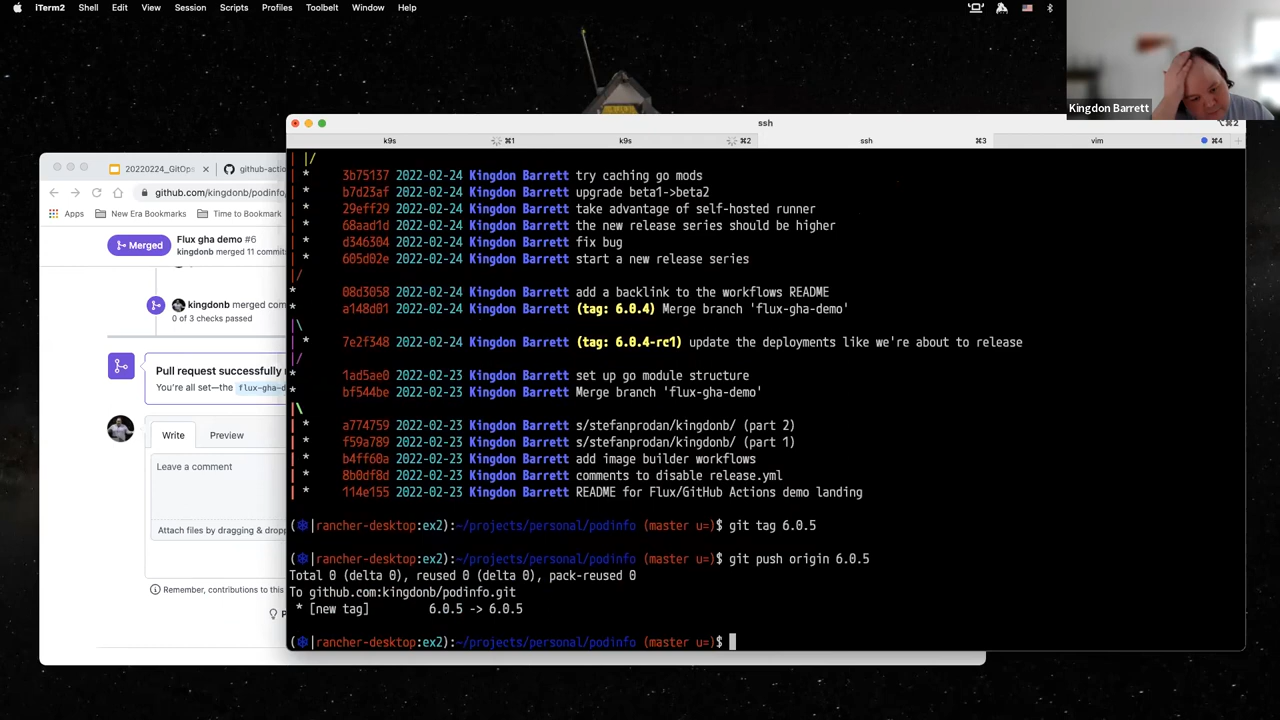 iTerm2 Shell Edit View Session Scripts Profiles Toolbelt Window Help
Kingdon Barrett
ssh
⌥⌘2
k9s ⌘1 k9s ⌘2 ssh ⌘3 vim ⌘4
20220224_GitOps github-actio
github.com/kingdonb/podinfo
Apps New Era Bookmarks Time to Bookmark
Merged
Flux gha demo #6
kingdonb merged 11 commits
kingdonb merged com
0 of 3 checks passed
Pull request successfully
You're all set—the flux-gha-d
Write Preview
Leave a comment
Attach files by dragging & dropp
Remember, contributions to this
| |/
| * 3b75137 2022-02-24 Kingdon Barrett try caching go mods
| * b7d23af 2022-02-24 Kingdon Barrett upgrade beta1->beta2
| * 29eff29 2022-02-24 Kingdon Barrett take advantage of self-hosted runner
| * 68aad1d 2022-02-24 Kingdon Barrett the new release series should be higher
| * d346304 2022-02-24 Kingdon Barrett fix bug
| * 605d02e 2022-02-24 Kingdon Barrett start a new release series
|/
* 08d3058 2022-02-24 Kingdon Barrett add a backlink to the workflows README
* a148d01 2022-02-24 Kingdon Barrett (tag: 6.0.4) Merge branch 'flux-gha-demo'
|\
| * 7e2f348 2022-02-24 Kingdon Barrett (tag: 6.0.4-rc1) update the deployments like we're about to release
|/
* 1ad5ae0 2022-02-23 Kingdon Barrett set up go module structure
* bf544be 2022-02-23 Kingdon Barrett Merge branch 'flux-gha-demo'
|\
| * a774759 2022-02-23 Kingdon Barrett s/stefanprodan/kingdonb/ (part 2)
| * f59a789 2022-02-23 Kingdon Barrett s/stefanprodan/kingdonb/ (part 1)
| * b4ff60a 2022-02-23 Kingdon Barrett add image builder workflows
| * 8b0df8d 2022-02-23 Kingdon Barrett comments to disable release.yml
| * 114e155 2022-02-23 Kingdon Barrett README for Flux/GitHub Actions demo landing
(⎈|rancher-desktop:ex2):~/projects/personal/podinfo (master u=)$ git tag 6.0.5
(⎈|rancher-desktop:ex2):~/projects/personal/podinfo (master u=)$ git push origin 6.0.5
Total 0 (delta 0), reused 0 (delta 0), pack-reused 0
To github.com:kingdonb/podinfo.git
* [new tag] 6.0.5 -> 6.0.5
(⎈|rancher-desktop:ex2):~/projects/personal/podinfo (master u=)$